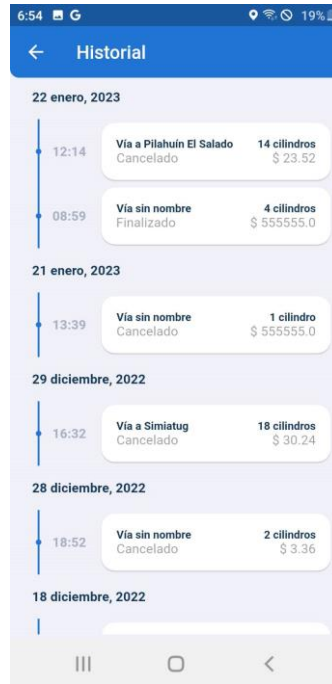 6:54 G 19%
Historial
22 enero, 2023
12:14 Vía a Pilahuín El Salado 14 cilindros
Cancelado $ 23.52
08:59 Vía sin nombre 4 cilindros
Finalizado $ 555555.0
21 enero, 2023
13:39 Vía sin nombre 1 cilindro
Cancelado $ 555555.0
29 diciembre, 2022
16:32 Vía a Simiatug 18 cilindros
Cancelado $ 30.24
28 diciembre, 2022
18:52 Vía sin nombre 2 cilindros
Cancelado $ 3.36
18 diciembre, 2022